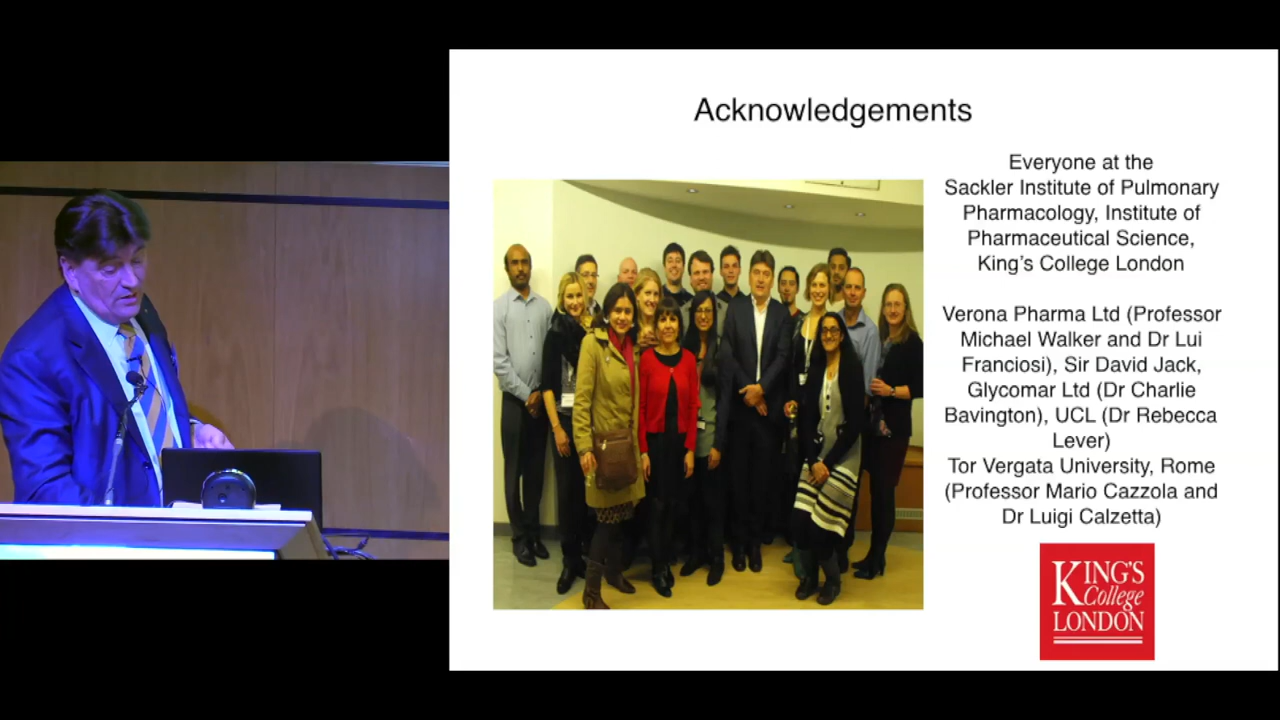 Acknowledgements
Everyone at the
Sackler Institute of Pulmonary
Pharmacology, Institute of
Pharmaceutical Science,
King's College London
Verona Pharma Ltd (Professor
Michael Walker and Dr Lui
Franciosi), Sir David Jack,
Glycomar Ltd (Dr Charlie
Bavington), UCL (Dr Rebecca
Lever)
Tor Vergata University, Rome
(Professor Mario Cazzola and
Dr Luigi Calzetta)
KING'S
College
LONDON